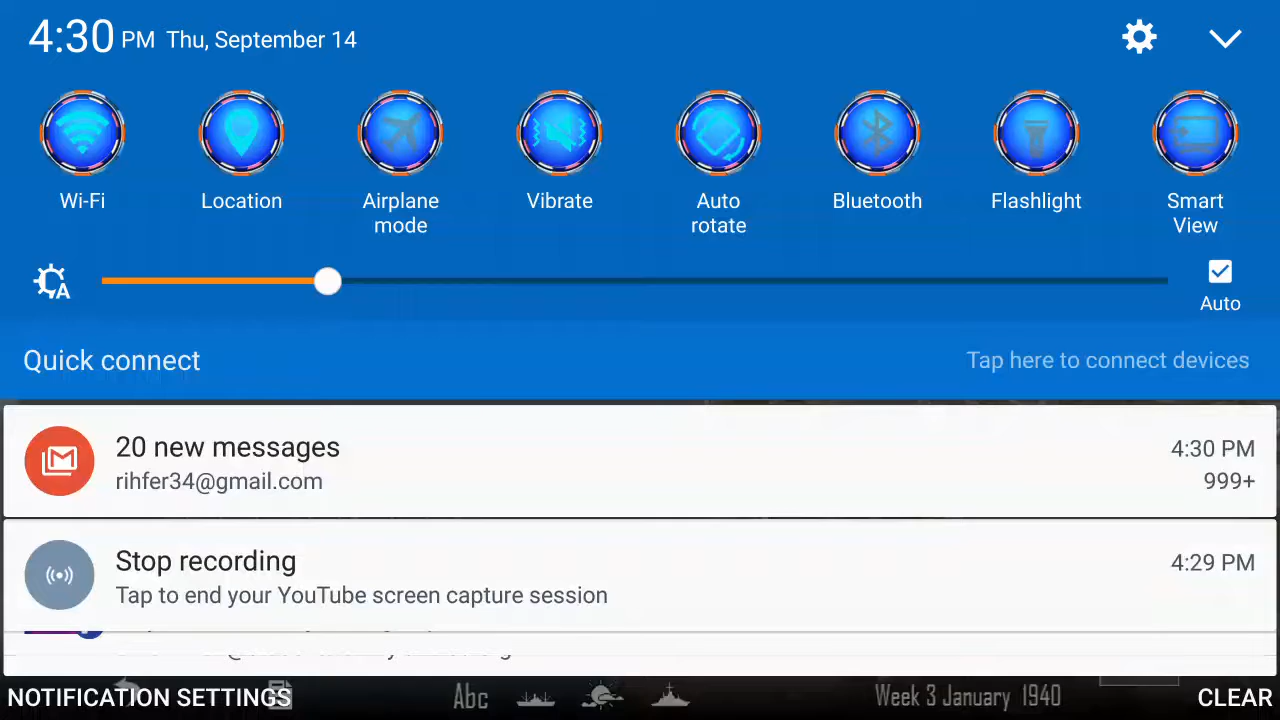 4:30 PM Thu, September 14
Wi-Fi
Location
Airplane mode
Vibrate
Auto rotate
Bluetooth
Flashlight
Smart View
A
Auto
Quick connect
Tap here to connect devices
20 new messages
4:30 PM
rihfer34@gmail.com
999+
Stop recording
4:29 PM
Tap to end your YouTube screen capture session
NOTIFICATION SETTINGS
Abc
Week 3 January 1940
CLEAR